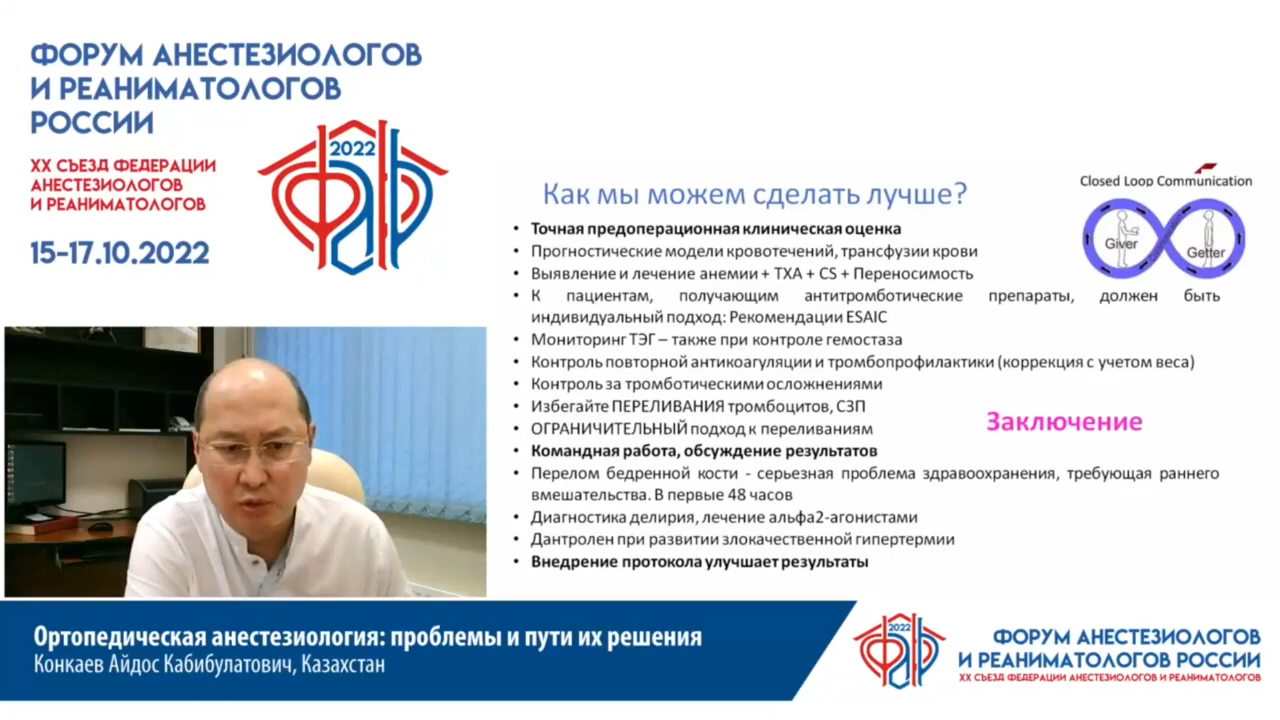 ФОРУМ АНЕСТЕЗИОЛОГОВ
И РЕАНИМАТОЛОГОВ
РОССИИ
XX СЪЕЗД ФЕДЕРАЦИИ
АНЕСТЕЗИОЛОГОВ
И РЕАНИМАТОЛОГОВ
15-17.10.2022
2022
Как мы можем сделать лучше?
Closed Loop Communication
Giver
Getter
• Точная предоперационная клиническая оценка
• Прогностические модели кровотечений, трансфузии крови
• Выявление и лечение анемии + TXA + CS + Переносимость
• К пациентам, получающим антитромботические препараты, должен быть
индивидуальный подход: Рекомендации ESAIC
• Мониторинг ТЭГ – также при контроле гемостаза
• Контроль повторной антикоагуляции и тромбопрофилактики (коррекция с учетом веса)
• Контроль за тромботическими осложнениями
• Избегайте ПЕРЕЛИВАНИЯ тромбоцитов, СЗП
• ОГРАНИЧИТЕЛЬНЫЙ подход к переливаниям
Заключение
• Командная работа, обсуждение результатов
• Перелом бедренной кости - серьезная проблема здравоохранения, требующая раннего
вмешательства. В первые 48 часов
• Диагностика делирия, лечение альфа2-агонистами
• Дантролен при развитии злокачественной гипертермии
• Внедрение протокола улучшает результаты
Ортопедическая анестезиология: проблемы и пути их решения
Конкаев Айдос Кабибулатович, Казахстан
2022
ФОРУМ АНЕСТЕЗИОЛОГОВ
И РЕАНИМАТОЛОГОВ РОССИИ
XX СЪЕЗД ФЕДЕРАЦИИ АНЕСТЕЗИОЛОГОВ И РЕАНИМАТОЛОГОВ